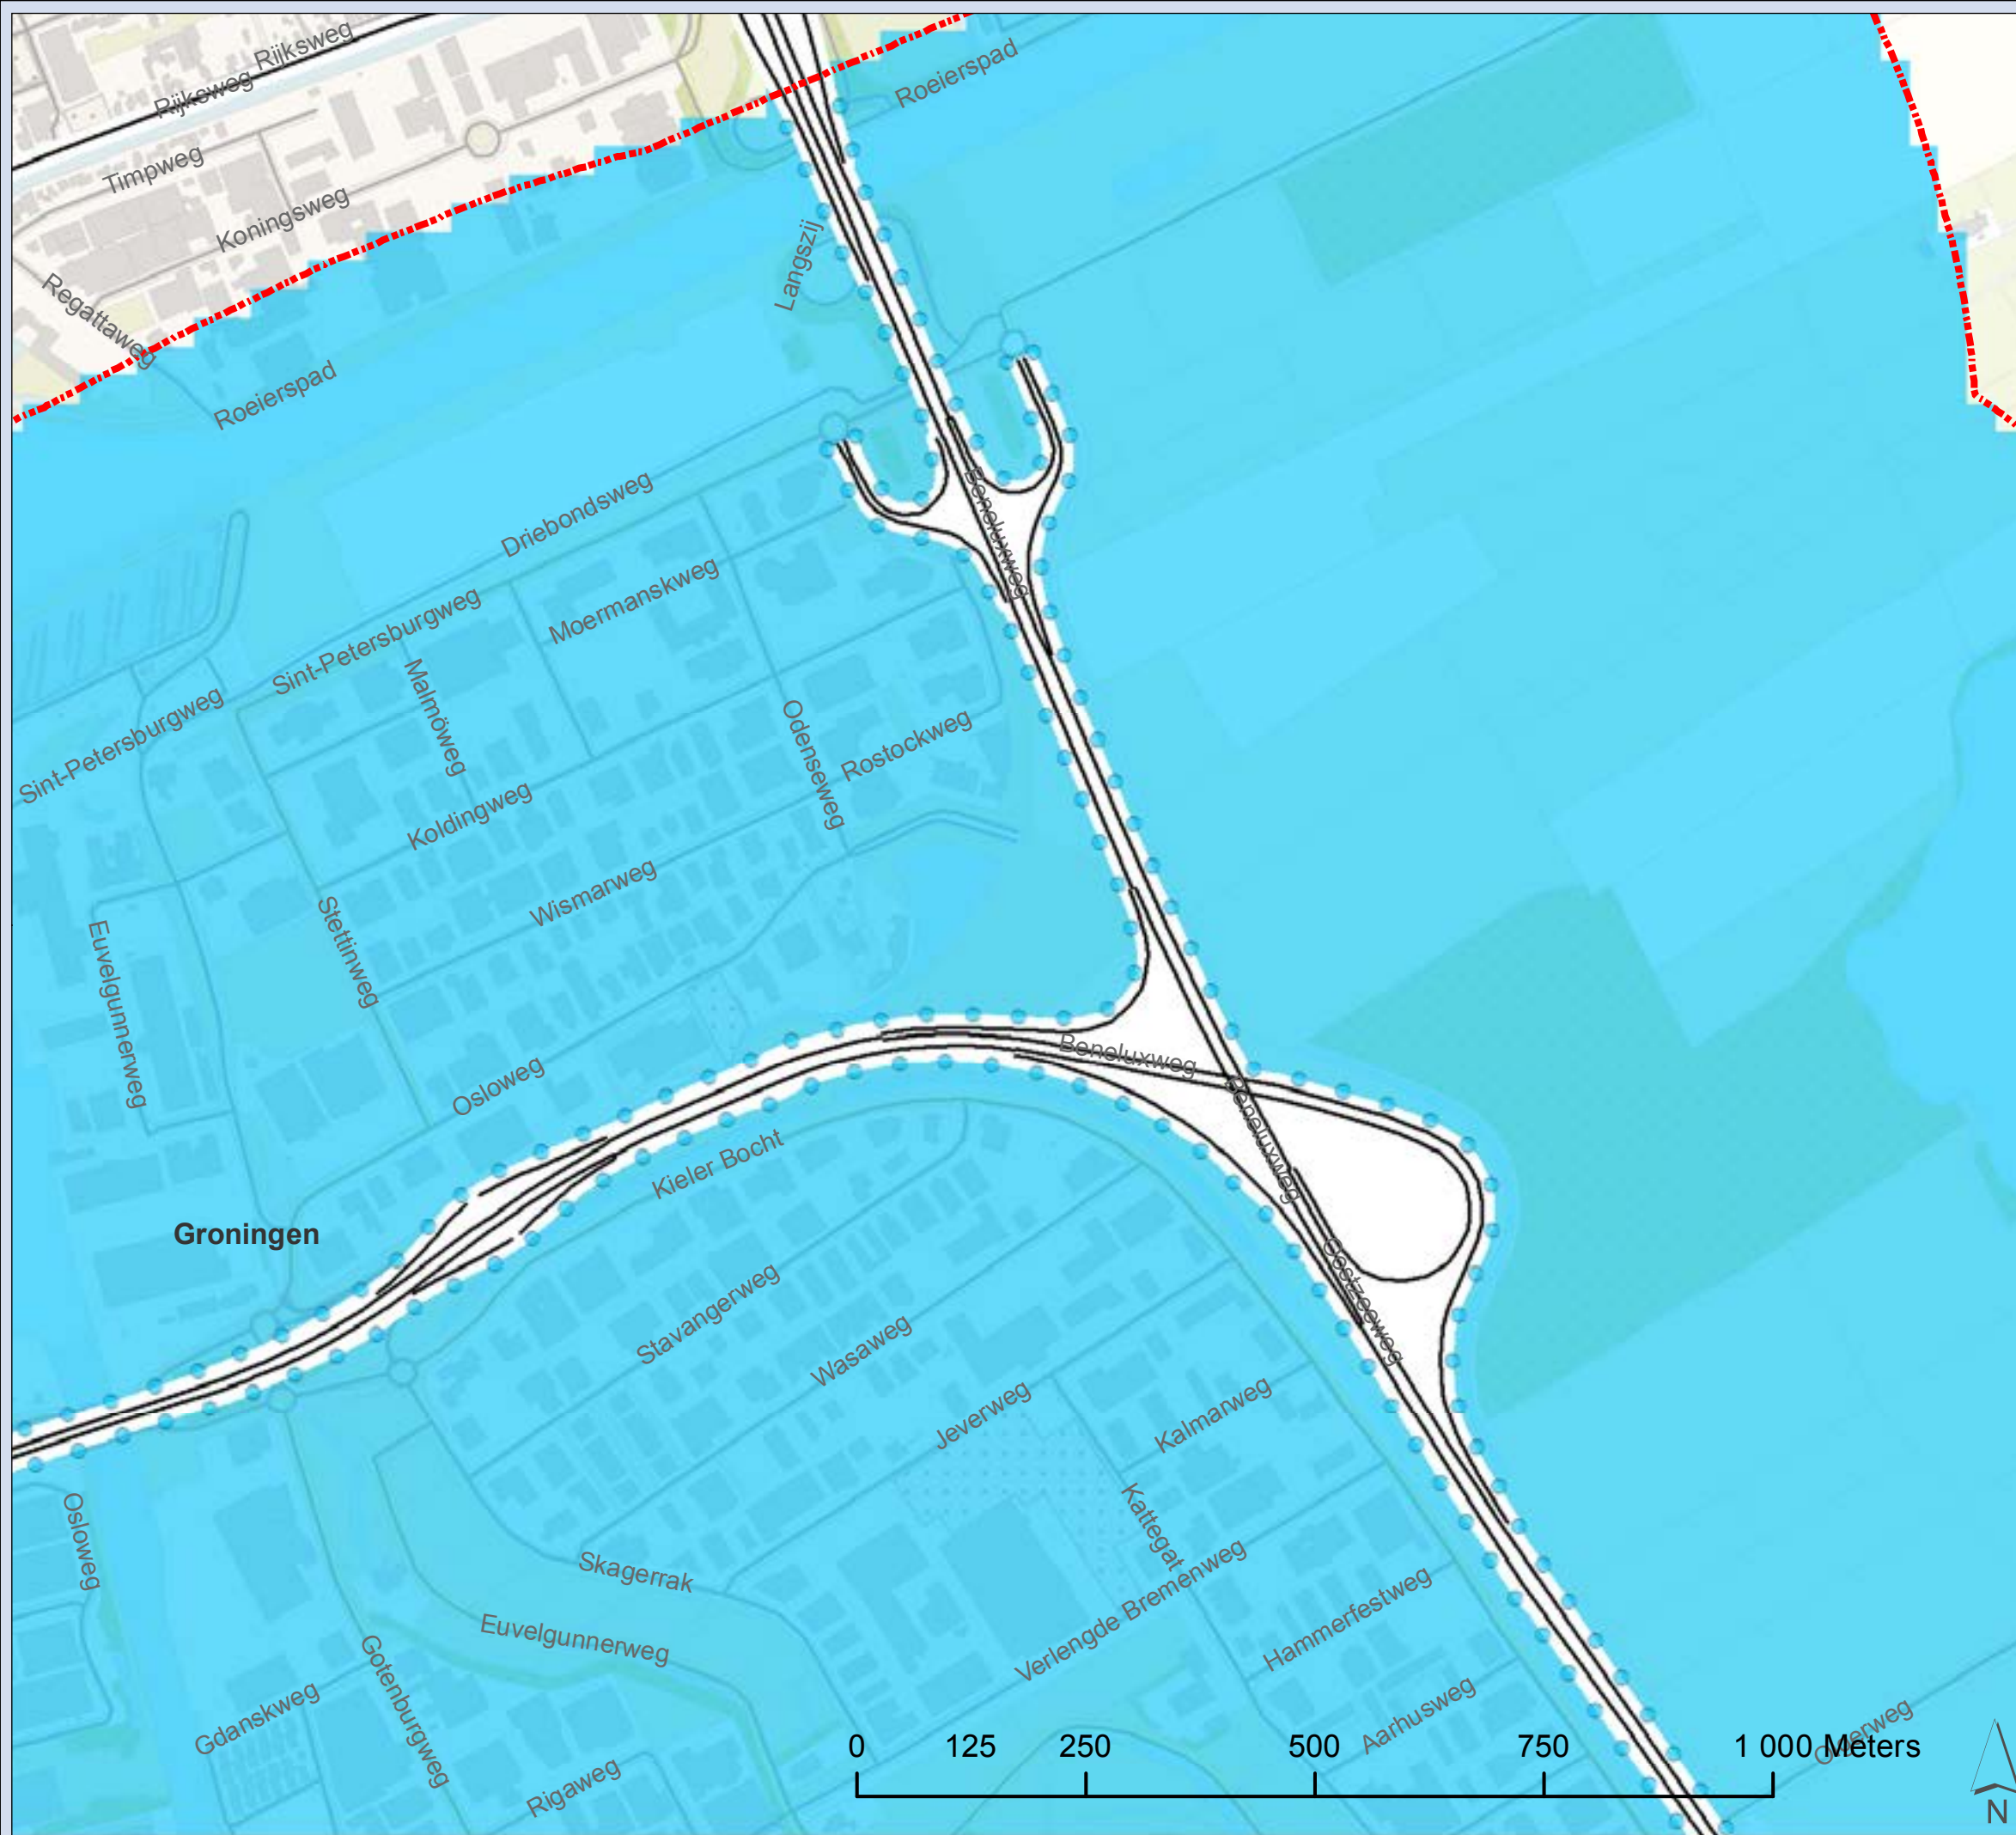 Rijksweg
Rijksweg
Roeierspad
Timpweg
Koningsweg
Langszij
Regattaweg
Roeierspad
Driebondsweg
Beneluxweg
Moermanskweg
Sint-Petersburgweg
Sint-Petersburgweg
Malmöweg
Odenseweg
Rostockweg
Koldingweg
Wismarweg
Stettinweg
Euvelgunnerweg
Osloweg
Beneluxweg
Beneluxweg
Kieler Bocht
Groningen
Oostzeeweg
Stavangerweg
Wasaweg
Jeverweg
Kalmarweg
Osloweg
Kattegat
Skagerrak
Verlengde Bremenweg
Hammerfestweg
Euvelgunnerweg
Gotenburgweg
Gdanskweg
Aarhusweg
Rigaweg
0 125 250 500 750 1 000 Meters
N